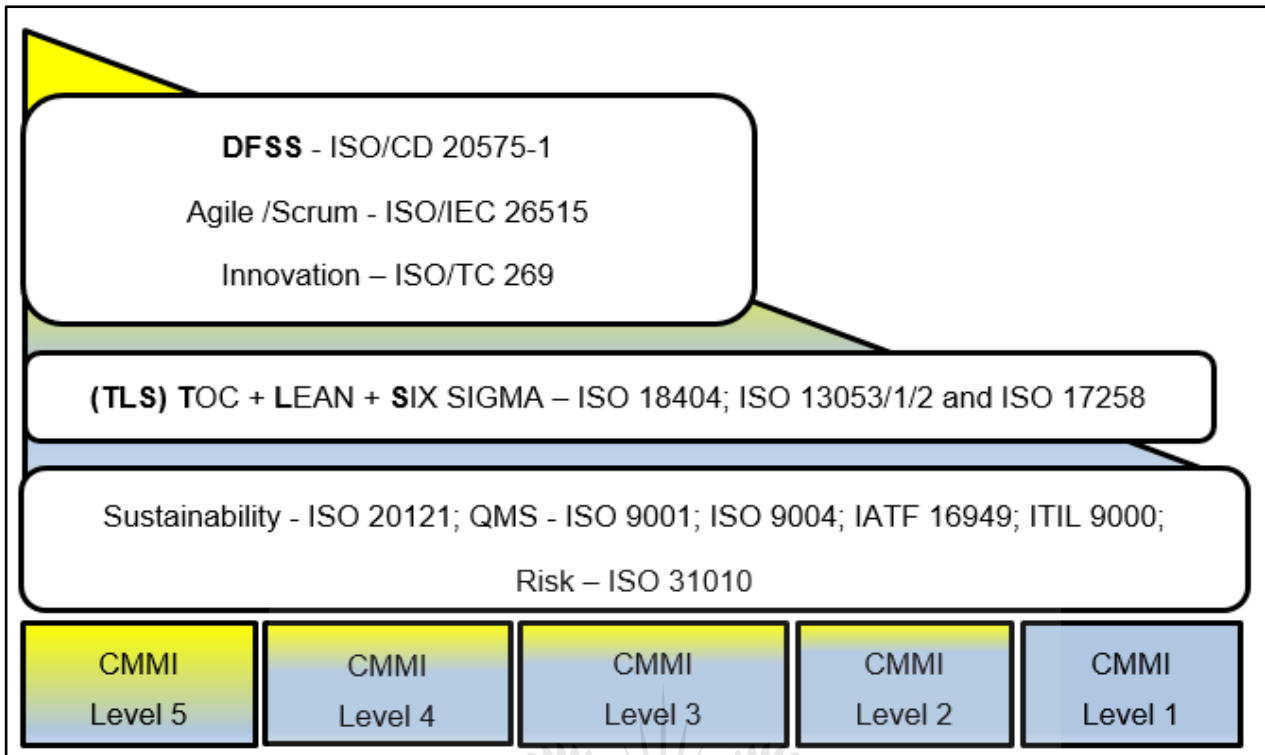 DFSS - ISO/CD 20575-1
Agile /Scrum - ISO/IEC 26515
Innovation – ISO/TC 269
(TLS) TOC + LEAN + SIX SIGMA – ISO 18404; ISO 13053/1/2 and ISO 17258
Sustainability - ISO 20121; QMS - ISO 9001; ISO 9004; IATF 16949; ITIL 9000;
Risk – ISO 31010
CMMI
Level 5
CMMI
Level 4
CMMI
Level 3
CMMI
Level 2
CMMI
Level 1